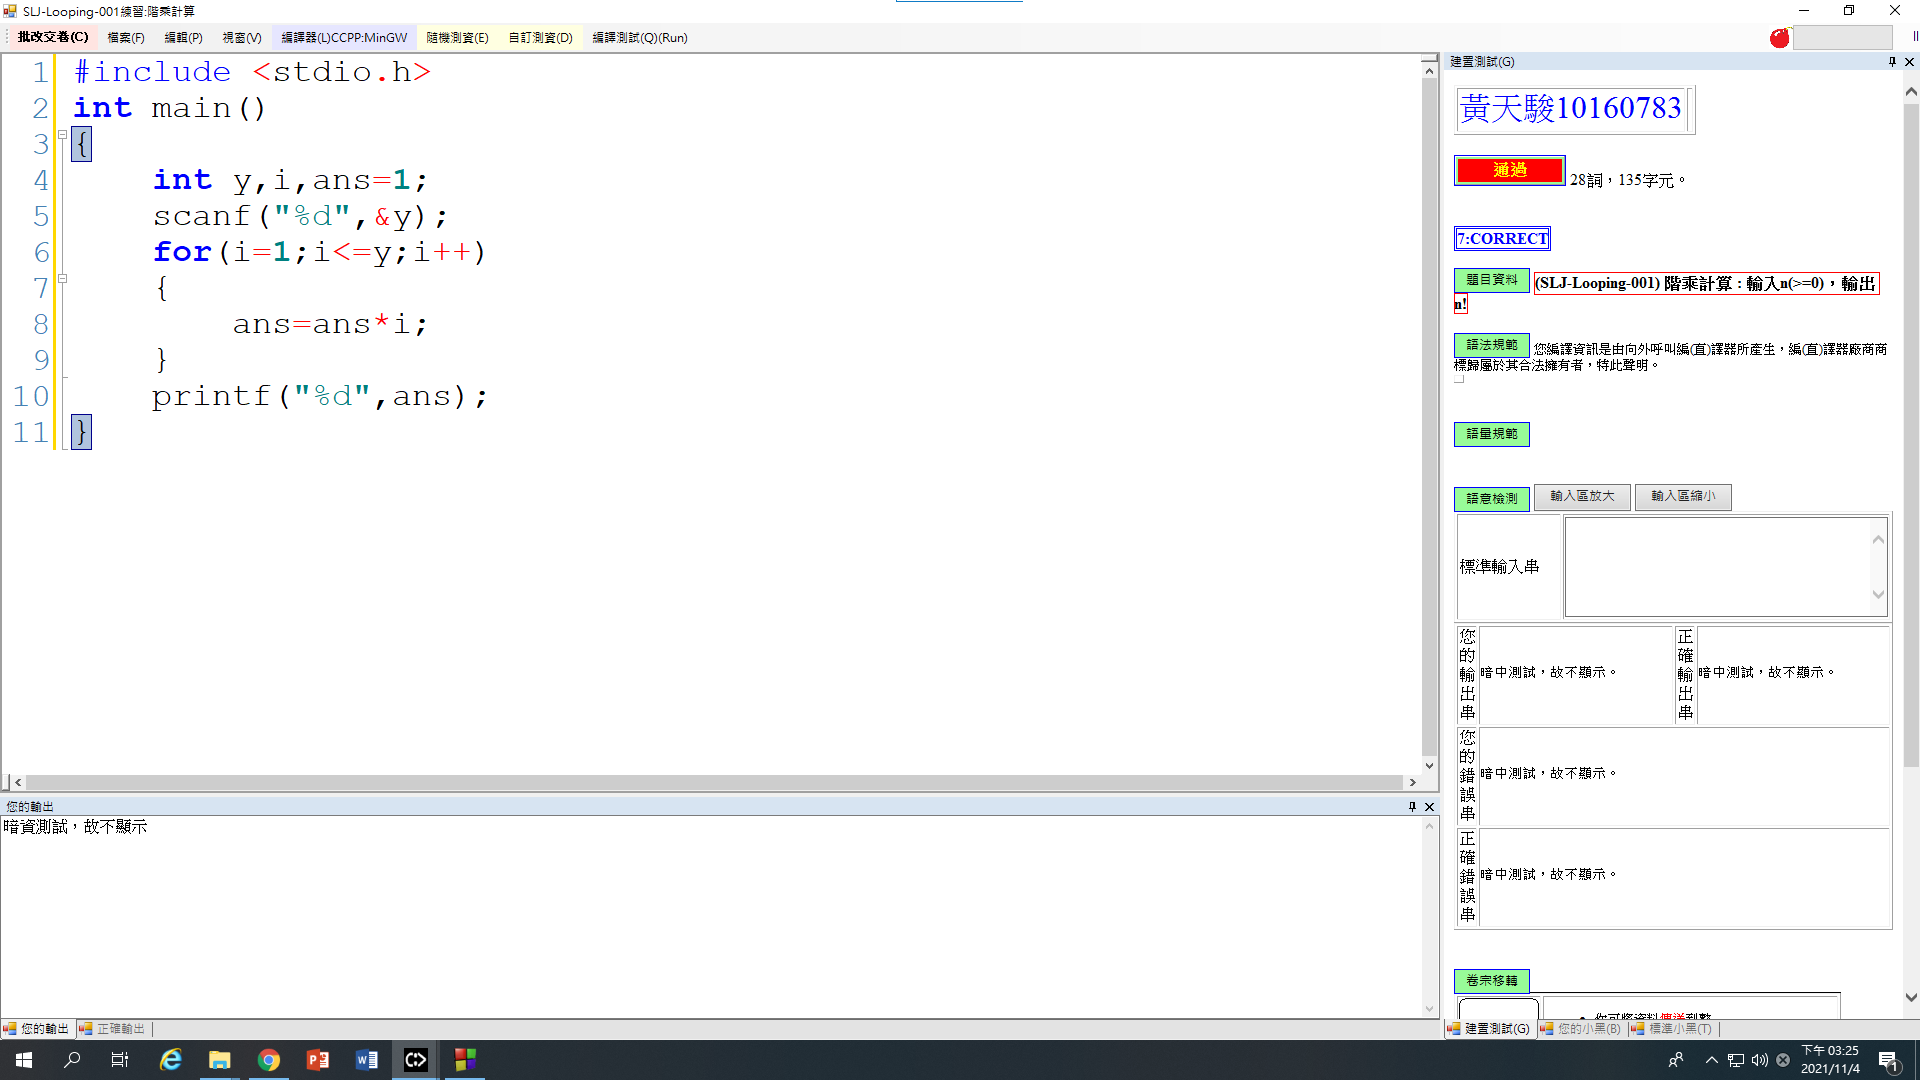 SLJ-Looping-001練習:階乘計算
批改交卷(C) 檔案(F) 編輯(P) 視窗(V) 編譯器(L)CCPP:MinGW 隨機測資(E) 自訂測資(D) 編譯測試(Q)(Run)
1 #include <stdio.h>
2 int main()
3 {
4 int y,i,ans=1;
5 scanf("%d",&y);
6 for(i=1;i<=y;i++)
7 {
8 ans=ans*i;
9 }
10 printf("%d",ans);
11 }
您的輸出
暗資測試，故不顯示
您的輸出 正確輸出
建置測試(G)
黃天駿10160783
通過 28詞，135字元。
7:CORRECT
題目資料 (SLJ-Looping-001) 階乘計算 : 輸入n(>=0)，輸出
n!
語法規範 您編譯資訊是由向外呼叫編(直)譯器所產生，編(直)譯器廠商商
標歸屬於其合法擁有者，特此聲明。
語量規範
語意檢測 輸入區放大 輸入區縮小
標準輸入串
您的輸出串 暗中測試，故不顯示。 正確輸出串 暗中測試，故不顯示。
您的錯誤串 暗中測試，故不顯示。
正確錯誤串 暗中測試，故不顯示。
卷宗移轉
建置測試(G) 您的小黑(B) 標準小黑(T)
下午 03:25
2021/11/4
1